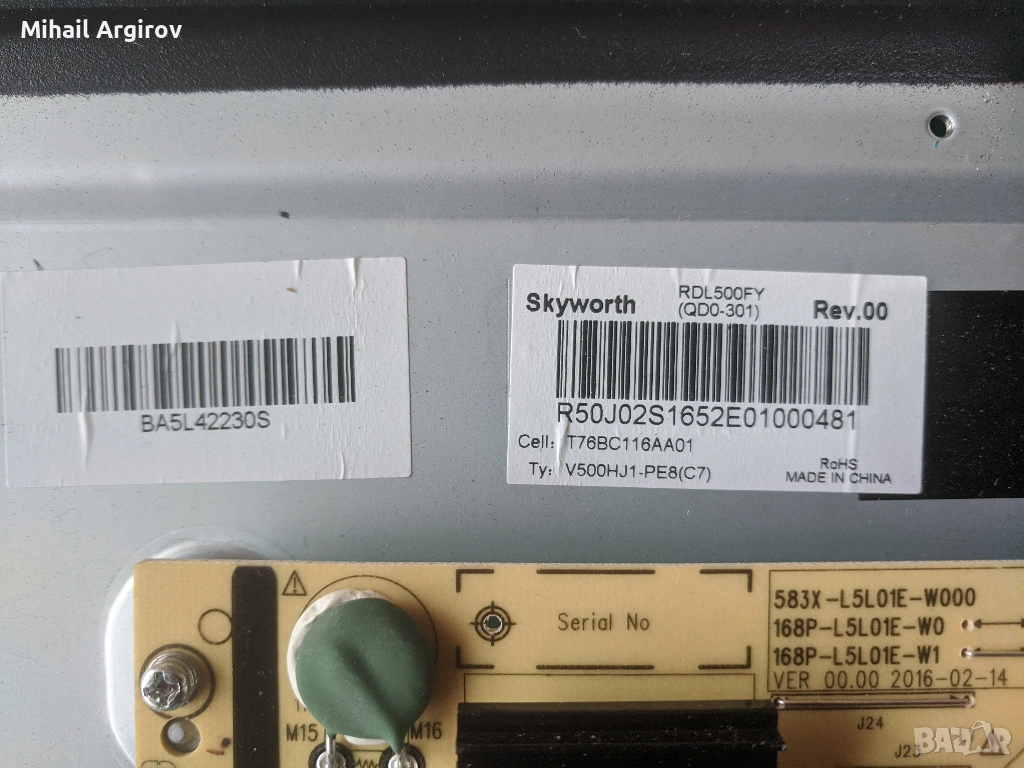 Mihail Argirov
BA5L42230S
Skyworth
RDL500FY
(QD0-301)
Rev.00
R50J02S1652E01000481
Cell: T76BC116AA01
Ty: V500HJ1-PE8(C7)
RoHS
MADE IN CHINA
Serial No
583X-L5L01E-W000
168P-L5L01E-W0
168P-L5L01E-W1
VER 00.00 2016-02-14
M15
M16
J24
J23
BAZAR